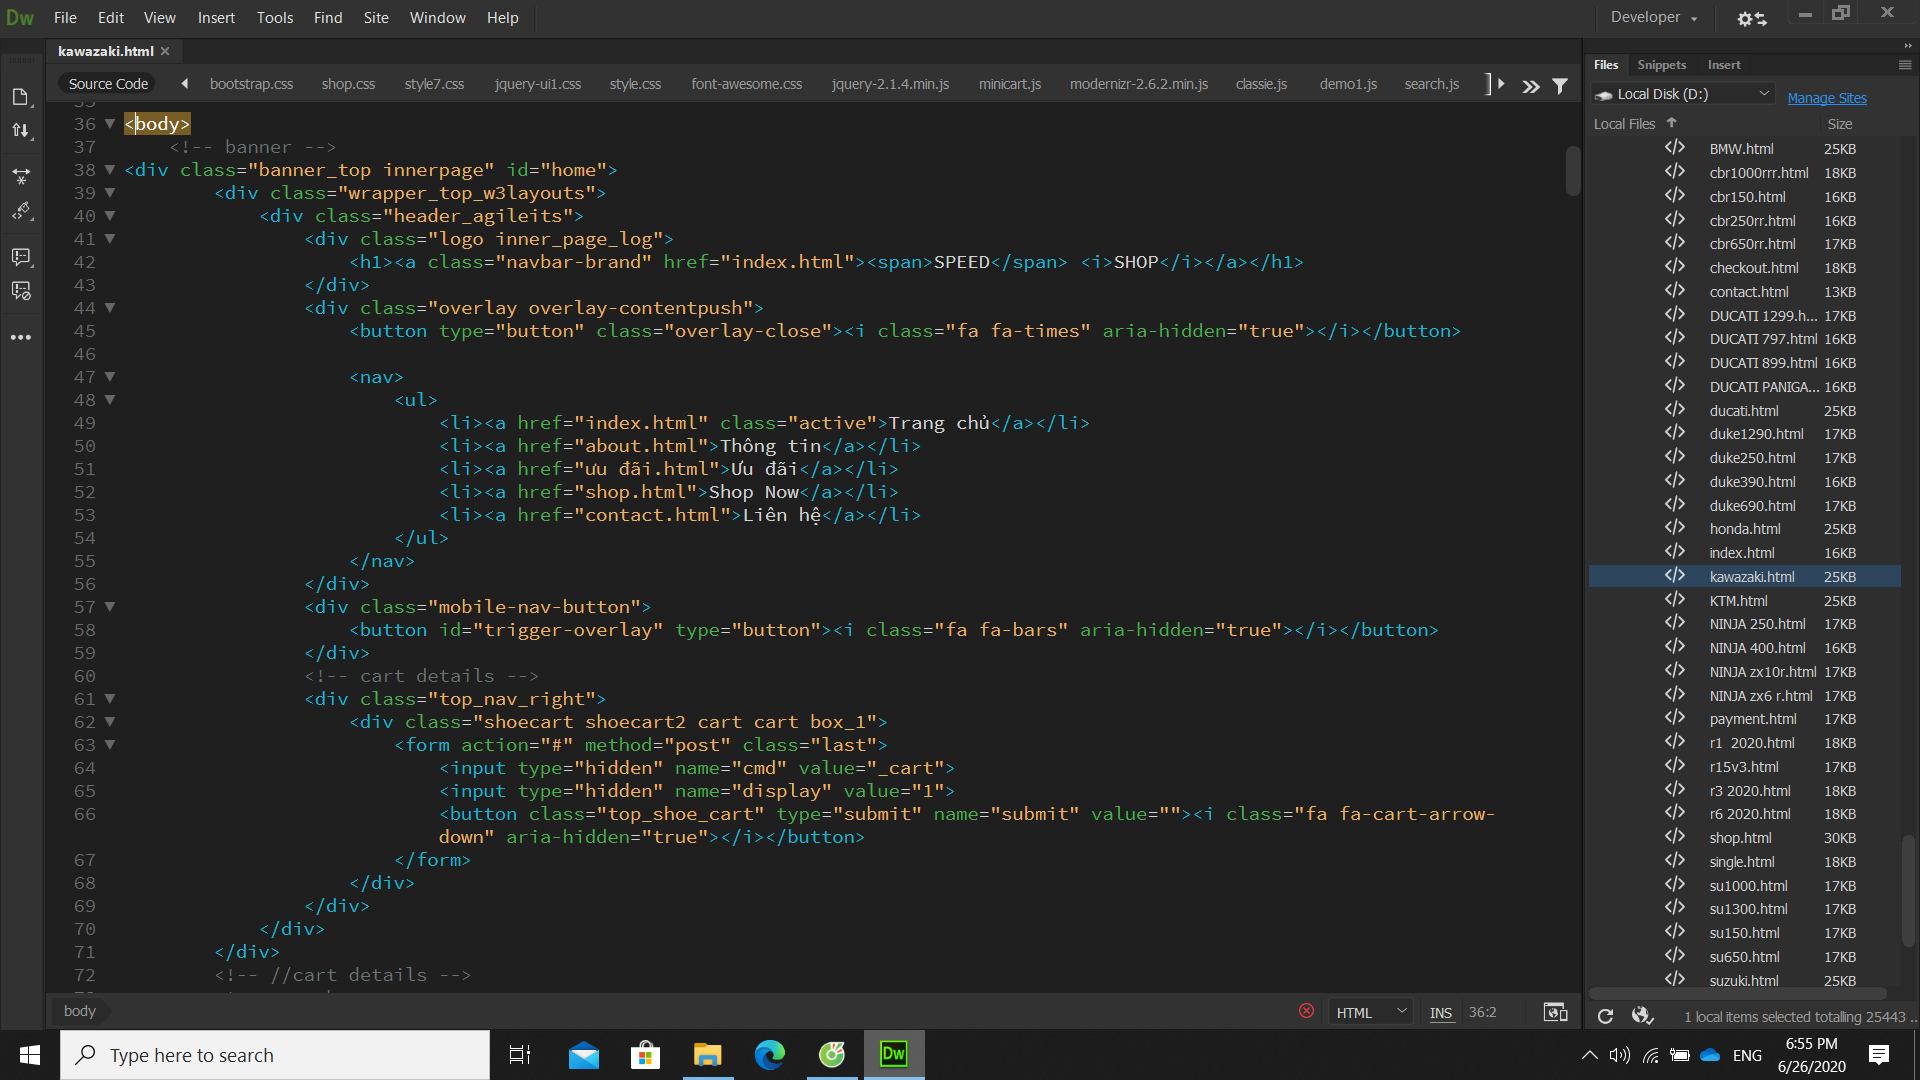 Dw File Edit View Insert Tools Find Site Window Help Developer
kawazaki.html
Source Code bootstrap.css shop.css style7.css jquery-ui1.css style.css font-awesome.css jquery-2.1.4.min.js minicart.js modernizr-2.6.2.min.js classie.js demo1.js search.js
36 <body>
37 <!-- banner -->
38 <div class="banner_top innerpage" id="home">
39 <div class="wrapper_top_w3layouts">
40 <div class="header_agileits">
41 <div class="logo inner_page_log">
42 <h1><a class="navbar-brand" href="index.html"><span>SPEED</span> <i>SHOP</i></a></h1>
43 </div>
44 <div class="overlay overlay-contentpush">
45 <button type="button" class="overlay-close"><i class="fa fa-times" aria-hidden="true"></i></button>
46
47 <nav>
48 <ul>
49 <li><a href="index.html" class="active">Trang chủ</a></li>
50 <li><a href="about.html">Thông tin</a></li>
51 <li><a href="ưu đãi.html">Ưu đãi</a></li>
52 <li><a href="shop.html">Shop Now</a></li>
53 <li><a href="contact.html">Liên hệ</a></li>
54 </ul>
55 </nav>
56 </div>
57 <div class="mobile-nav-button">
58 <button id="trigger-overlay" type="button"><i class="fa fa-bars" aria-hidden="true"></i></button>
59 </div>
60 <!-- cart details -->
61 <div class="top_nav_right">
62 <div class="shoecart shoecart2 cart cart box_1">
63 <form action="#" method="post" class="last">
64 <input type="hidden" name="cmd" value="_cart">
65 <input type="hidden" name="display" value="1">
66 <button class="top_shoe_cart" type="submit" name="submit" value=""><i class="fa fa-cart-arrow-
down" aria-hidden="true"></i></button>
67 </form>
68 </div>
69 </div>
70 </div>
71 </div>
72 <!-- //cart details -->
body HTML INS 36:2
Files Snippets Insert
Local Disk (D:) Manage Sites
Local Files Size
BMW.html 25KB
cbr1000rrr.html 18KB
cbr150.html 16KB
cbr250rr.html 16KB
cbr650rr.html 17KB
checkout.html 18KB
contact.html 13KB
DUCATI 1299.h... 17KB
DUCATI 797.html 16KB
DUCATI 899.html 16KB
DUCATI PANIGA... 16KB
ducati.html 25KB
duke1290.html 17KB
duke250.html 17KB
duke390.html 16KB
duke690.html 17KB
honda.html 25KB
index.html 16KB
kawazaki.html 25KB
KTM.html 25KB
NINJA 250.html 17KB
NINJA 400.html 16KB
NINJA zx10r.html 17KB
NINJA zx6 r.html 17KB
payment.html 17KB
r1 2020.html 18KB
r15v3.html 17KB
r3 2020.html 18KB
r6 2020.html 18KB
shop.html 30KB
single.html 18KB
su1000.html 17KB
su1300.html 17KB
su150.html 17KB
su650.html 17KB
suzuki.html 25KB
1 local items selected totalling 25443 ..
Type here to search
Dw
ENG
6:55 PM
6/26/2020